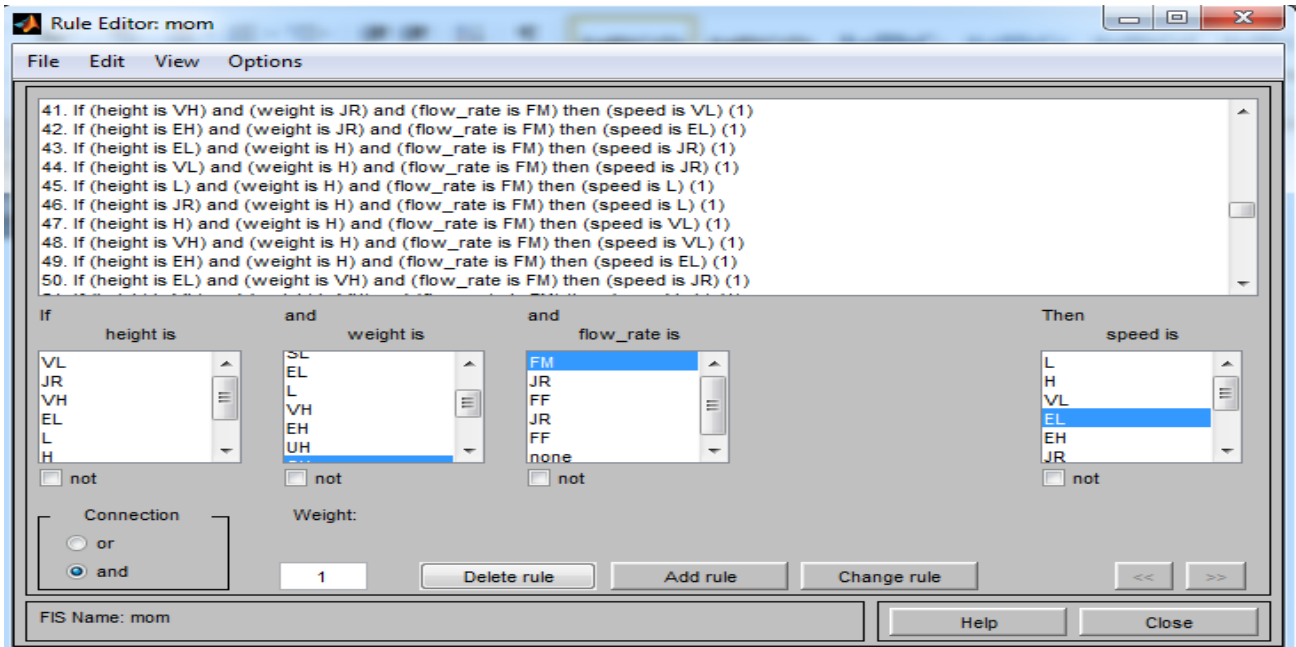 Rule Editor: mom
File Edit View Options
41. If (height is VH) and (weight is JR) and (flow_rate is FM) then (speed is VL) (1)
42. If (height is EH) and (weight is JR) and (flow_rate is FM) then (speed is EL) (1)
43. If (height is EL) and (weight is H) and (flow_rate is FM) then (speed is JR) (1)
44. If (height is VL) and (weight is H) and (flow_rate is FM) then (speed is JR) (1)
45. If (height is L) and (weight is H) and (flow_rate is FM) then (speed is L) (1)
46. If (height is JR) and (weight is H) and (flow_rate is FM) then (speed is L) (1)
47. If (height is H) and (weight is H) and (flow_rate is FM) then (speed is VL) (1)
48. If (height is VH) and (weight is H) and (flow_rate is FM) then (speed is VL) (1)
49. If (height is EH) and (weight is H) and (flow_rate is FM) then (speed is EL) (1)
50. If (height is EL) and (weight is VH) and (flow_rate is FM) then (speed is JR) (1)
If and and Then
height is weight is flow_rate is speed is
VL
JR
VH
EL
L
H
not
SL
EL
L
VH
EH
UH
not
FM
JR
FF
JR
FF
none
not
L
H
VL
EL
EH
JR
not
Connection
or
and
Weight:
1
Delete rule Add rule Change rule << >>
FIS Name: mom
Help Close